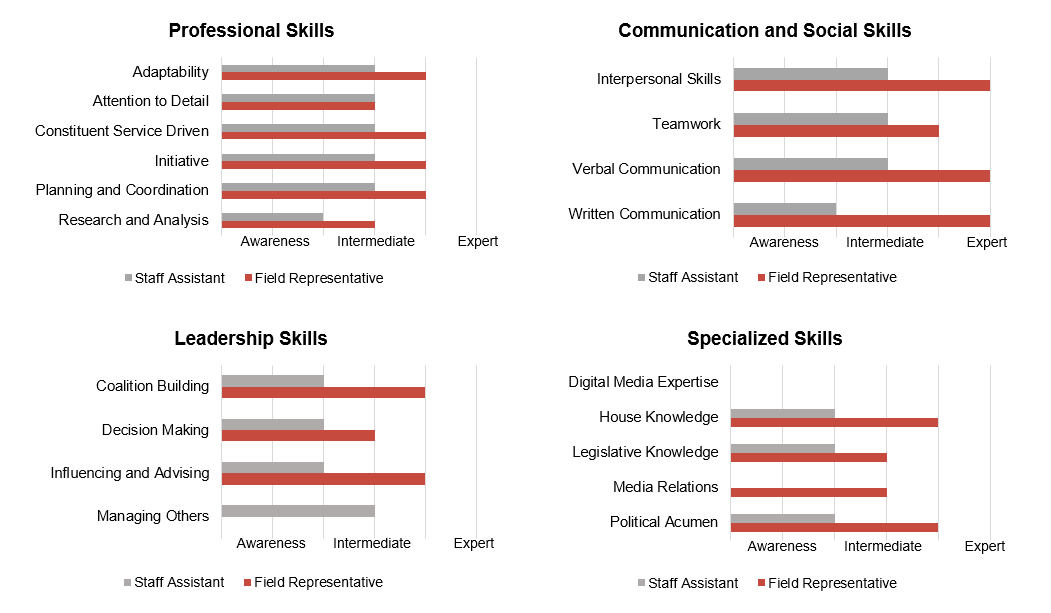 Professional Skills
Adaptability
Attention to Detail
Constituent Service Driven
Initiative
Planning and Coordination
Research and Analysis
Awareness Intermediate Expert
Staff Assistant Field Representative
Communication and Social Skills
Interpersonal Skills
Teamwork
Verbal Communication
Written Communication
Awareness Intermediate Expert
Staff Assistant Field Representative
Leadership Skills
Coalition Building
Decision Making
Influencing and Advising
Managing Others
Awareness Intermediate Expert
Staff Assistant Field Representative
Specialized Skills
Digital Media Expertise
House Knowledge
Legislative Knowledge
Media Relations
Political Acumen
Awareness Intermediate Expert
Staff Assistant Field Representative